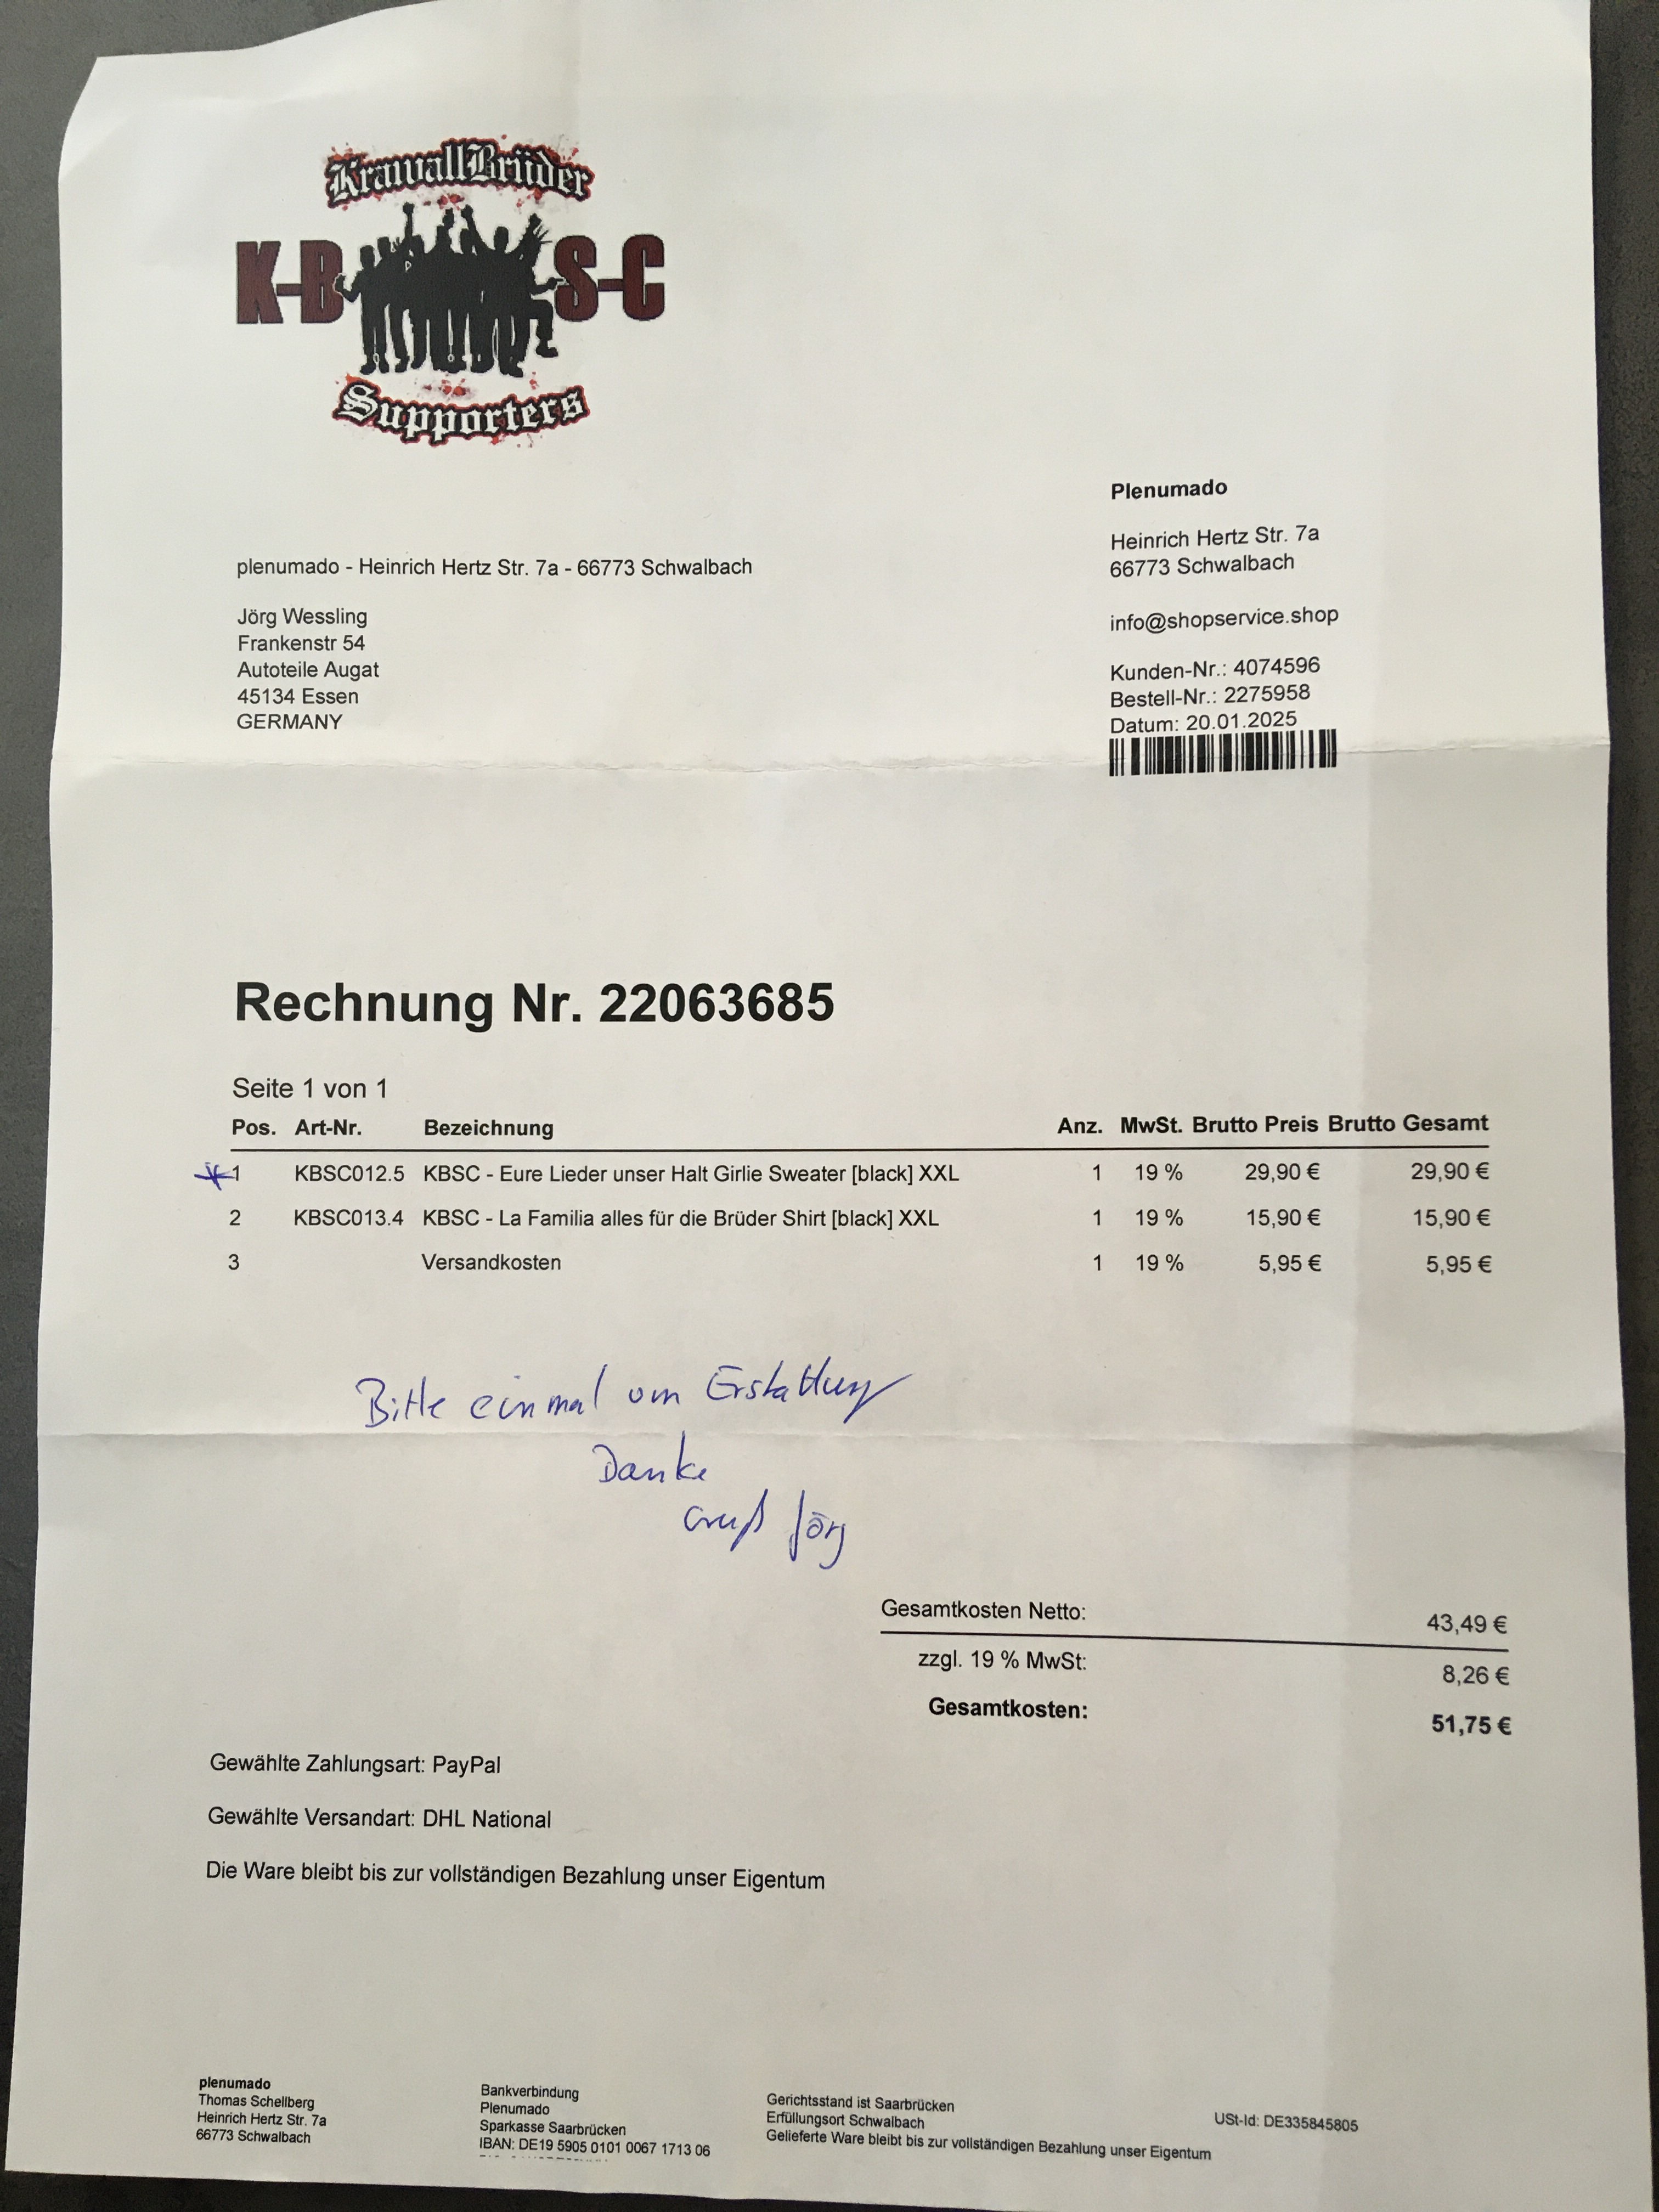 KrawallBrüder
K-B S-C
Supporters
Plenumado
Heinrich Hertz Str. 7a
66773 Schwalbach
info@shopservice.shop
Kunden-Nr.: 4074596
Bestell-Nr.: 2275958
Datum: 20.01.2025
plenumado - Heinrich Hertz Str. 7a - 66773 Schwalbach
Jörg Wessling
Frankenstr 54
Autoteile Augat
45134 Essen
GERMANY
Rechnung Nr. 22063685
Seite 1 von 1
Pos. Art-Nr. Bezeichnung Anz. MwSt. Brutto Preis Brutto Gesamt
1 KBSC012.5 KBSC - Eure Lieder unser Halt Girlie Sweater [black] XXL 1 19 % 29,90 € 29,90 €
2 KBSC013.4 KBSC - La Familia alles für die Brüder Shirt [black] XXL 1 19 % 15,90 € 15,90 €
3 Versandkosten 1 19 % 5,95 € 5,95 €
Bitte einmal um Erstattung
Danke
Gruß Jörg
Gesamtkosten Netto: 43,49 €
zzgl. 19 % MwSt: 8,26 €
Gesamtkosten: 51,75 €
Gewählte Zahlungsart: PayPal
Gewählte Versandart: DHL National
Die Ware bleibt bis zur vollständigen Bezahlung unser Eigentum
plenumado
Thomas Schellberg
Heinrich Hertz Str. 7a
66773 Schwalbach
Bankverbindung
Plenumado
Sparkasse Saarbrücken
IBAN: DE19 5905 0101 0067 1713 06
Gerichtsstand ist Saarbrücken
Erfüllungsort Schwalbach
Gelieferte Ware bleibt bis zur vollständigen Bezahlung unser Eigentum
USt-Id: DE335845805